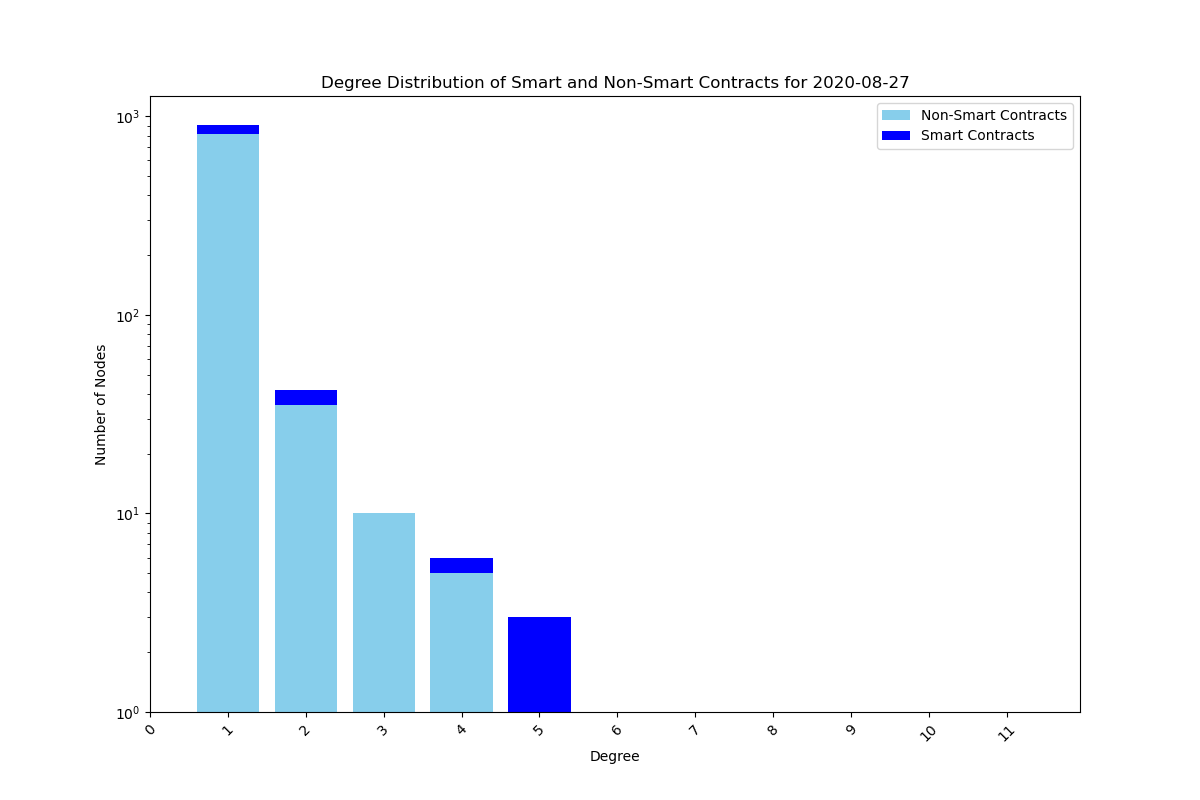 Degree Distribution of Smart and Non-Smart Contracts for 2020-08-27
Non-Smart Contracts
Smart Contracts
Number of Nodes
10³
10²
10¹
10⁰
0 1 2 3 4 5 6 7 8 9 10 11
Degree